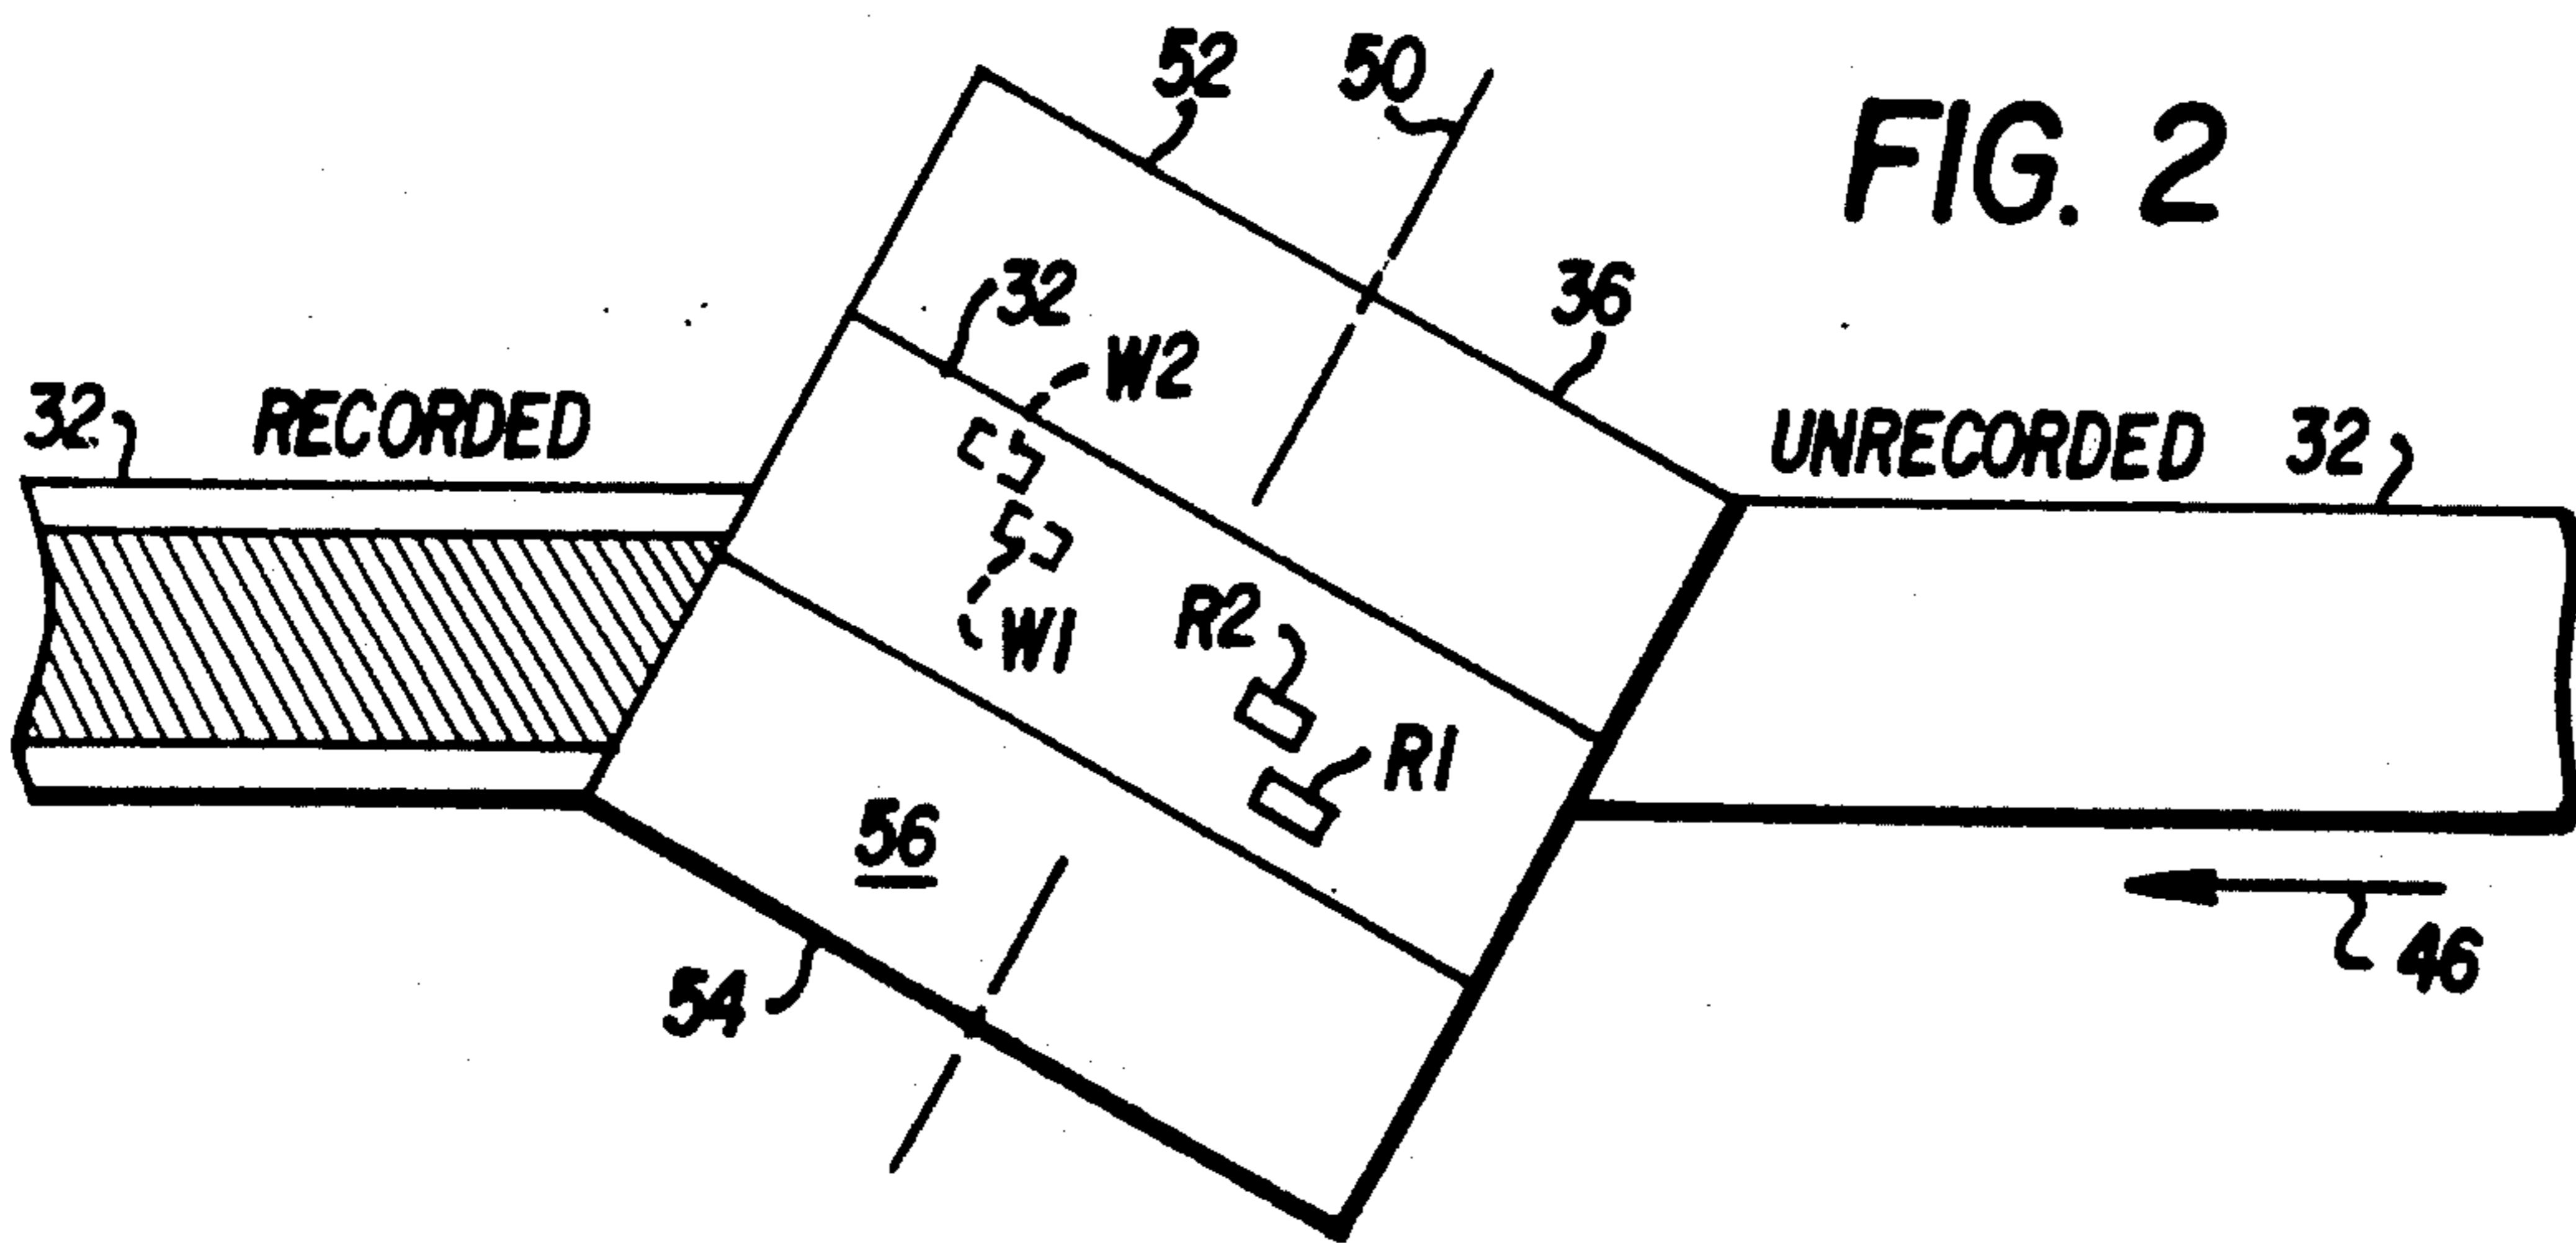 52
50
FIG. 2
32
36
W2
32
RECORDED
UNRECORDED 32
R2
W1
R1
56
54
46